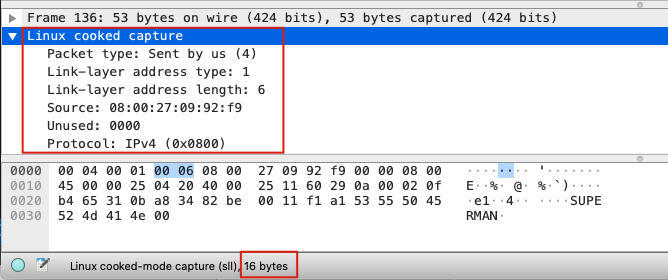 Frame 136: 53 bytes on wire (424 bits), 53 bytes captured (424 bits)
Linux cooked capture
Packet type: Sent by us (4)
Link-layer address type: 1
Link-layer address length: 6
Source: 08:00:27:09:92:f9
Unused: 0000
Protocol: IPv4 (0x0800)
0000 00 04 00 01 00 06 08 00 27 09 92 f9 00 00 08 00 ········ '·······
0010 45 00 00 25 04 20 40 00 25 11 60 29 0a 00 02 0f E··%· @· %·`)····
0020 b4 65 31 0b a8 34 82 be 00 11 f1 a1 53 55 50 45 ·e1··4·· ····SUPE
0030 52 4d 41 4e 00 RMAN·
Linux cooked-mode capture (sll), 16 bytes